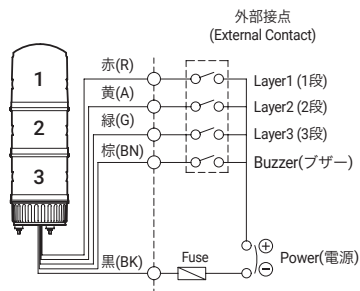 外部接点
(External Contact)
1
2
3
赤(R)
黄(A)
緑(G)
棕(BN)
黒(BK)
Layer1 (1段)
Layer2 (2段)
Layer3 (3段)
Buzzer(ブザー)
Fuse
+
Power(電源)
−